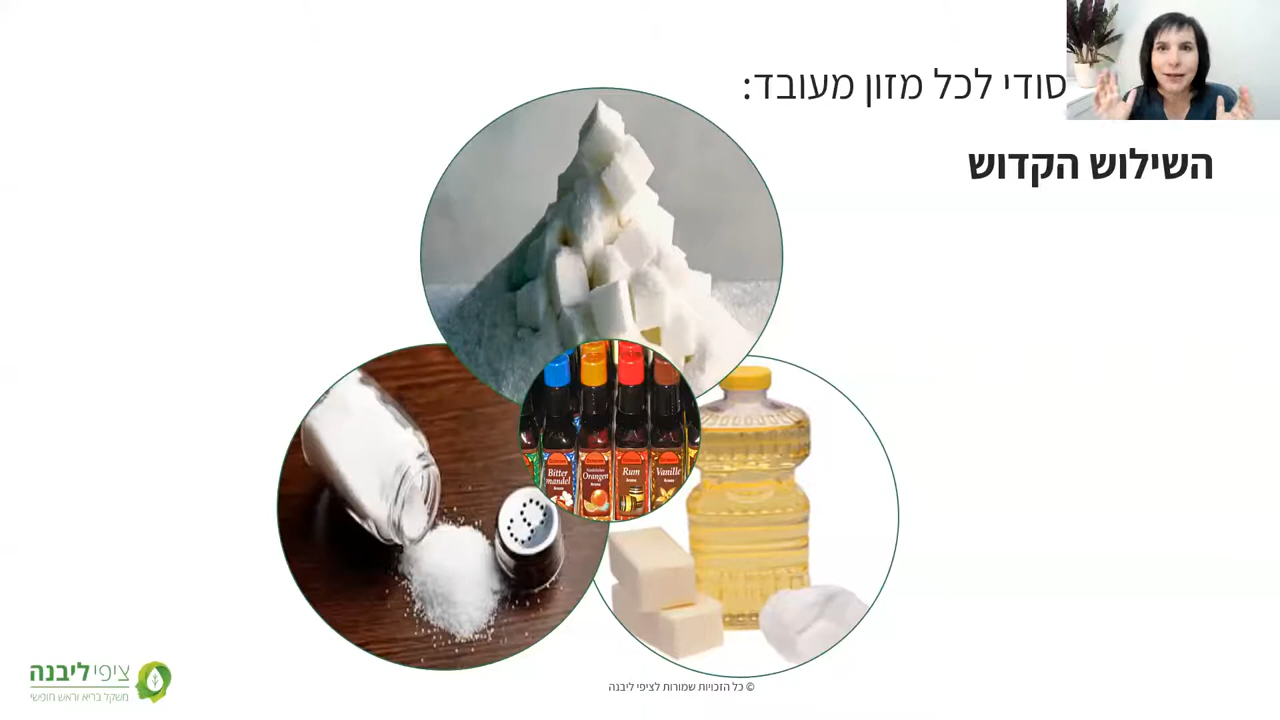 סודי לכל מזון מעובד:
השילוש הקדוש
Bitter
mandel
Orangen
Rum
Vanille
ציפי ליבנה
משקל בריא וראש חופשי
© כל הזכויות שמורות לציפי ליבנה